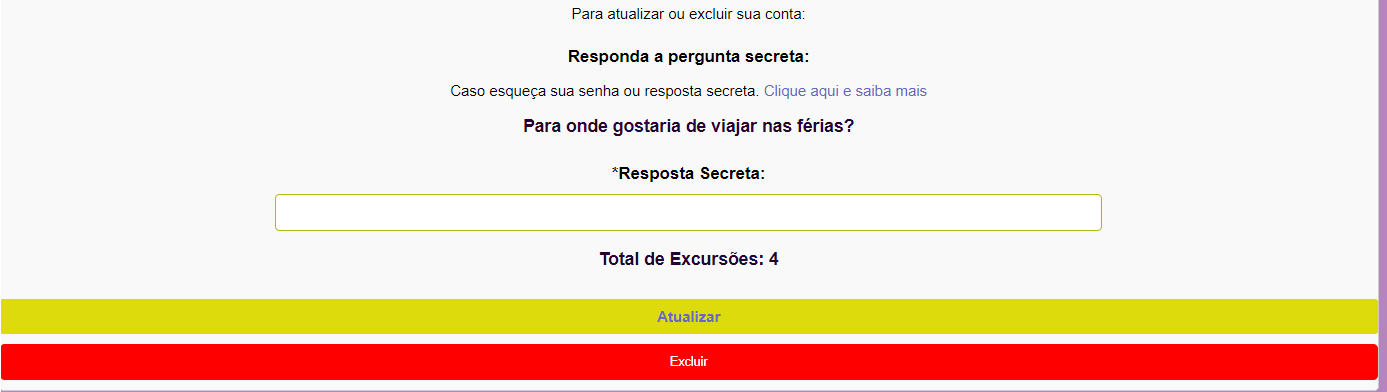 Para atualizar ou excluir sua conta:
Responda a pergunta secreta:
Caso esqueça sua senha ou resposta secreta. Clique aqui e saiba mais
Para onde gostaria de viajar nas férias?
*Resposta Secreta:
Total de Excursões: 4
Atualizar
Excluir